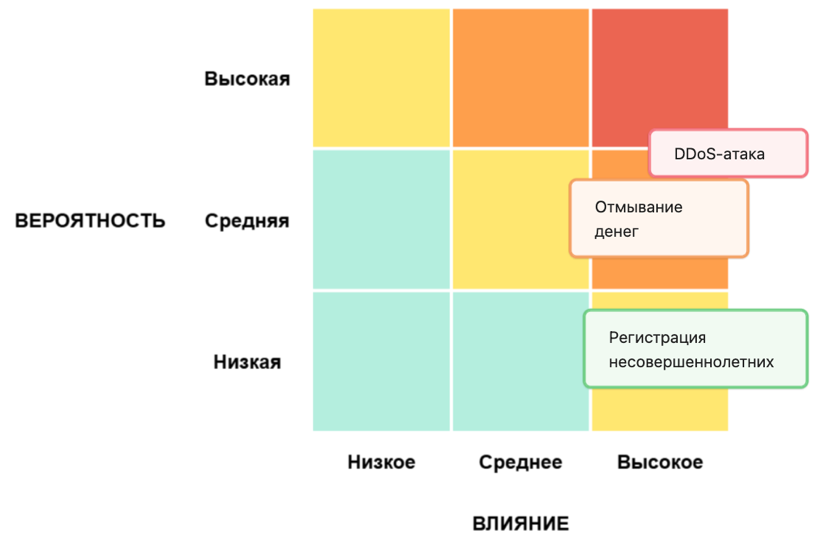 Высокая
DDoS-атака
ВЕРОЯТНОСТЬ
Средняя
Отмывание
денег
Низкая
Регистрация
несовершеннолетних
Низкое
Среднее
Высокое
ВЛИЯНИЕ